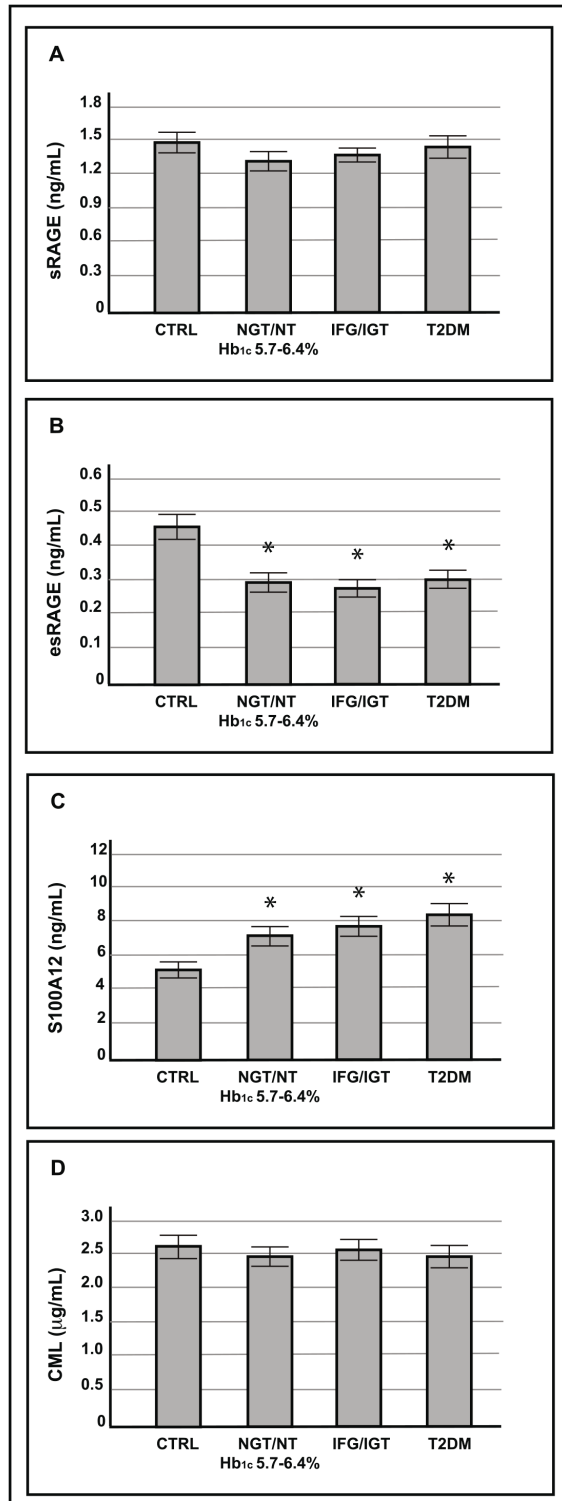 A
sRAGE (ng/mL)
1.8
1.5
1.2
0.9
0.6
0.3
0
CTRL NGT/NT IFG/IGT T2DM
Hb1c 5.7-6.4%
B
esRAGE (ng/mL)
0.6
0.5
0.4
0.3
0.2
0.1
0
* * *
CTRL NGT/NT IFG/IGT T2DM
Hb1c 5.7-6.4%
C
S100A12 (ng/mL)
12
10
8
6
4
2
0
* * *
CTRL NGT/NT IFG/IGT T2DM
Hb1c 5.7-6.4%
D
CML (µg/mL)
3.0
2.5
2.0
1.5
1.0
0.5
0
CTRL NGT/NT IFG/IGT T2DM
Hb1c 5.7-6.4%